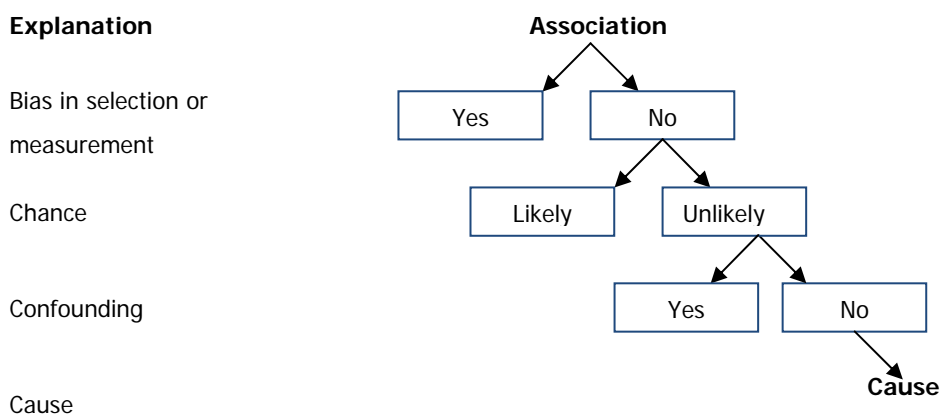 Explanation Association
Bias in selection or
measurement
Yes No
Chance Likely Unlikely
Confounding Yes No
Cause
Cause